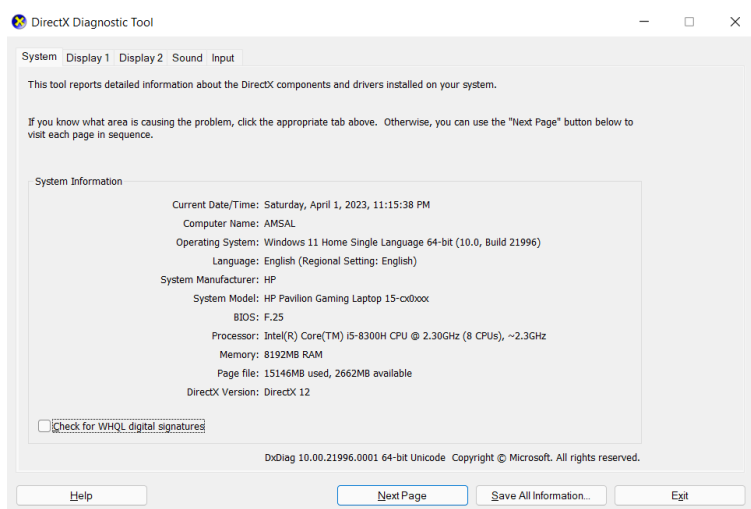 DirectX Diagnostic Tool
System Display 1 Display 2 Sound Input
This tool reports detailed information about the DirectX components and drivers installed on your system.
If you know what area is causing the problem, click the appropriate tab above. Otherwise, you can use the "Next Page" button below to
visit each page in sequence.
System Information
Current Date/Time: Saturday, April 1, 2023, 11:15:38 PM
Computer Name: AMSAL
Operating System: Windows 11 Home Single Language 64-bit (10.0, Build 21996)
Language: English (Regional Setting: English)
System Manufacturer: HP
System Model: HP Pavilion Gaming Laptop 15-cx0xxx
BIOS: F.25
Processor: Intel(R) Core(TM) i5-8300H CPU @ 2.30GHz (8 CPUs), ~2.3GHz
Memory: 8192MB RAM
Page file: 15146MB used, 2662MB available
DirectX Version: DirectX 12
Check for WHQL digital signatures
DxDiag 10.00.21996.0001 64-bit Unicode Copyright © Microsoft. All rights reserved.
Help Next Page Save All Information... Exit